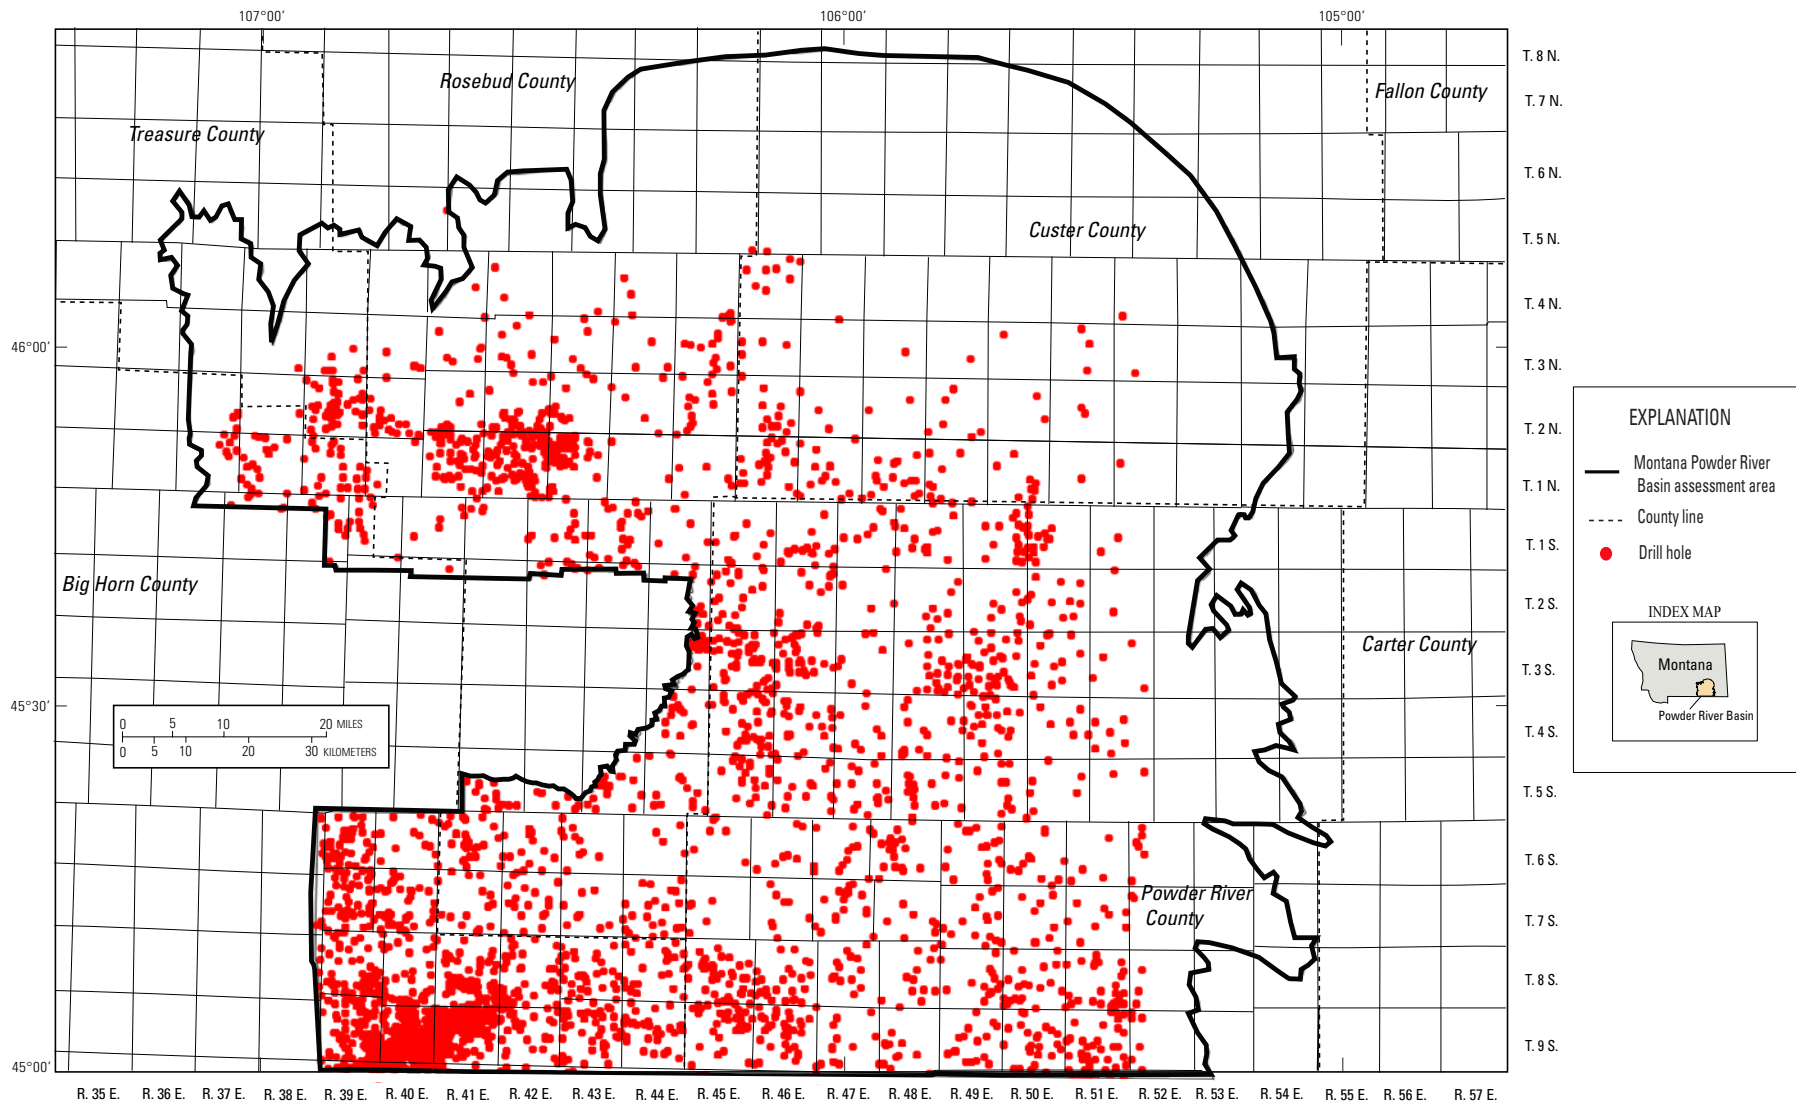 107°00′
106°00′
105°00′
T. 8 N.
Rosebud County
Fallon County
T. 7 N.
Treasure County
T. 6 N.
Custer County
T. 5 N.
T. 4 N.
46°00′
T. 3 N.
EXPLANATION
T. 2 N.
Montana Powder River
Basin assessment area
T. 1 N.
County line
T. 1 S.
Drill hole
Big Horn County
T. 2 S.
INDEX MAP
Carter County
T. 3 S.
Montana
45°30′
Powder River Basin
0 5 10 20 MILES
0 5 10 20 30 KILOMETERS
T. 4 S.
T. 5 S.
T. 6 S.
Powder River
County
T. 7 S.
T. 8 S.
T. 9 S.
45°00′
R. 35 E. R. 36 E. R. 37 E. R. 38 E. R. 39 E. R. 40 E. R. 41 E. R. 42 E. R. 43 E. R. 44 E. R. 45 E. R. 46 E. R. 47 E. R. 48 E. R. 49 E. R. 50 E. R. 51 E. R. 52 E. R. 53 E. R. 54 E. R. 55 E. R. 56 E. R. 57 E.